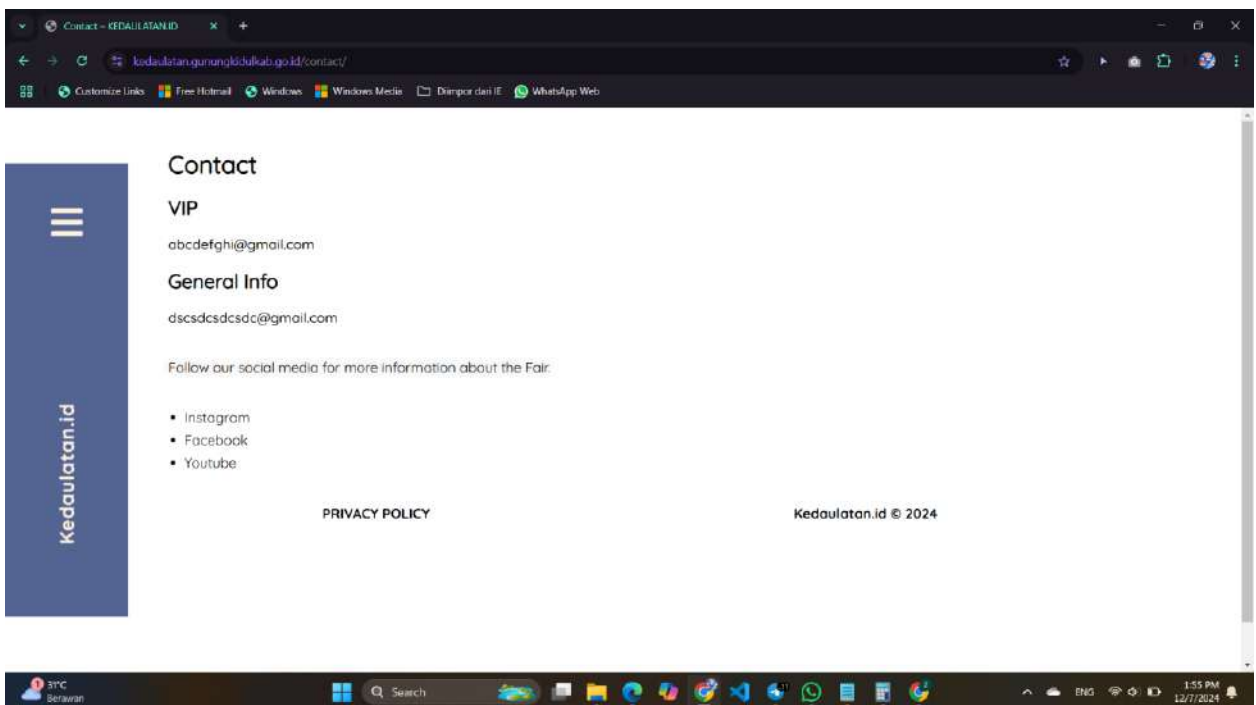 Contact – KEDAULATAN.ID
kedaulatan.gunungkidulkab.go.id/contact/
Customize Links
Free Hotmail
Windows
Windows Media
Diimpor dari IE
WhatsApp Web
Contact
VIP
abcdefghi@gmail.com
General Info
dscsdcsdcsdc@gmail.com
Follow our social media for more information about the Fair.
Instagram
Facebook
Youtube
Kedaulatan.id
PRIVACY POLICY
Kedaulatan.id © 2024
1
31°C
Berawan
Search
ENG
1:55 PM
12/7/2024